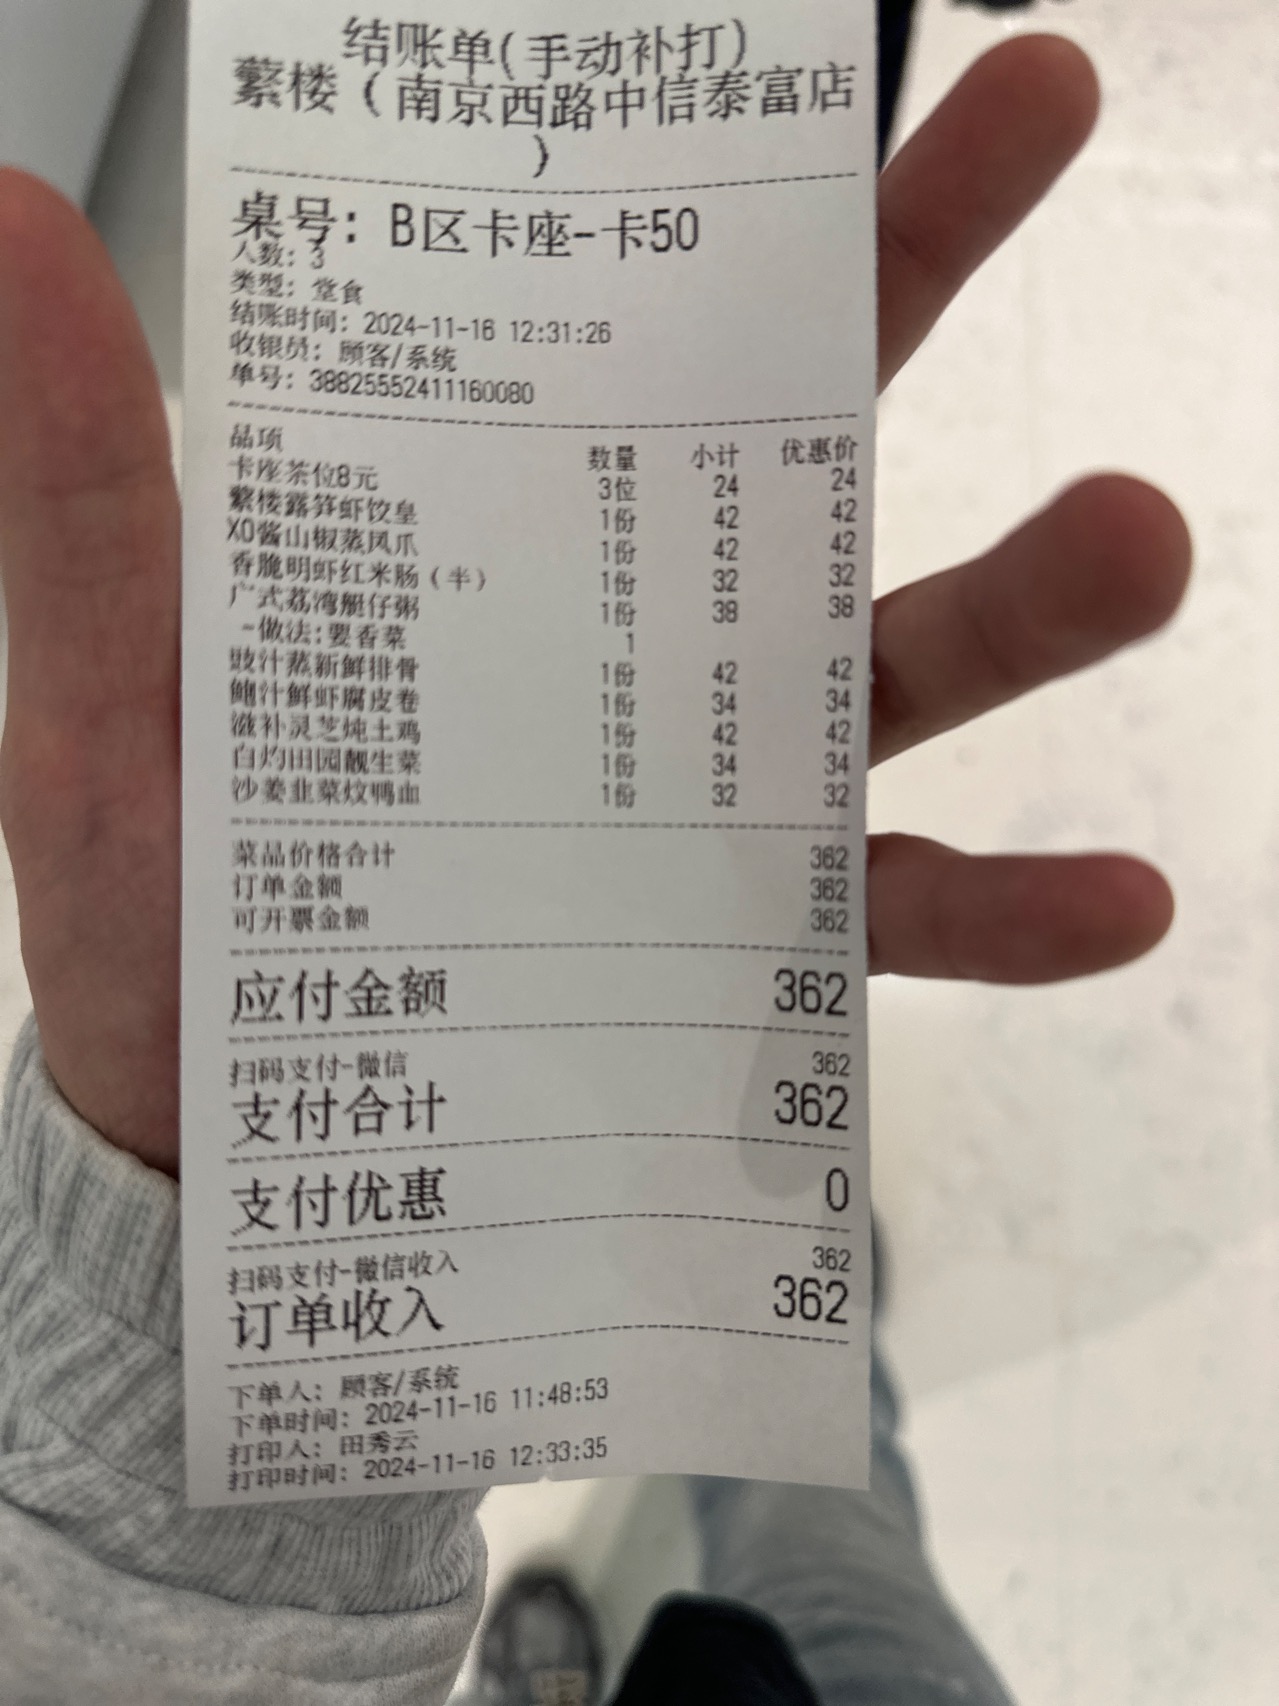 结账单(手动补打)
蘩楼（南京西路中信泰富店
）
桌号: B区卡座-卡50
人数: 3
类型: 堂食
结账时间: 2024-11-16 12:31:26
收银员: 顾客/系统
单号: 38825552411160080
品项 数量 小计 优惠价
卡座茶位8元 3位 24 24
蘩楼露笋虾饺皇 1份 42 42
XO酱山椒蒸凤爪 1份 42 42
香脆明虾红米肠（半） 1份 32 32
广式荔湾艇仔粥 1份 38 38
-做法:要香菜 1
豉汁蒸新鲜排骨 1份 42 42
鲍汁鲜虾腐皮卷 1份 34 34
滋补灵芝炖土鸡 1份 42 42
白灼田园靓生菜 1份 34 34
沙姜韭菜炆鸭血 1份 32 32
菜品价格合计 362
订单金额 362
可开票金额 362
应付金额 362
扫码支付-微信 362
支付合计 362
支付优惠 0
扫码支付-微信收入 362
订单收入 362
下单人: 顾客/系统
下单时间: 2024-11-16 11:48:53
打印人: 田秀云
打印时间: 2024-11-16 12:33:35